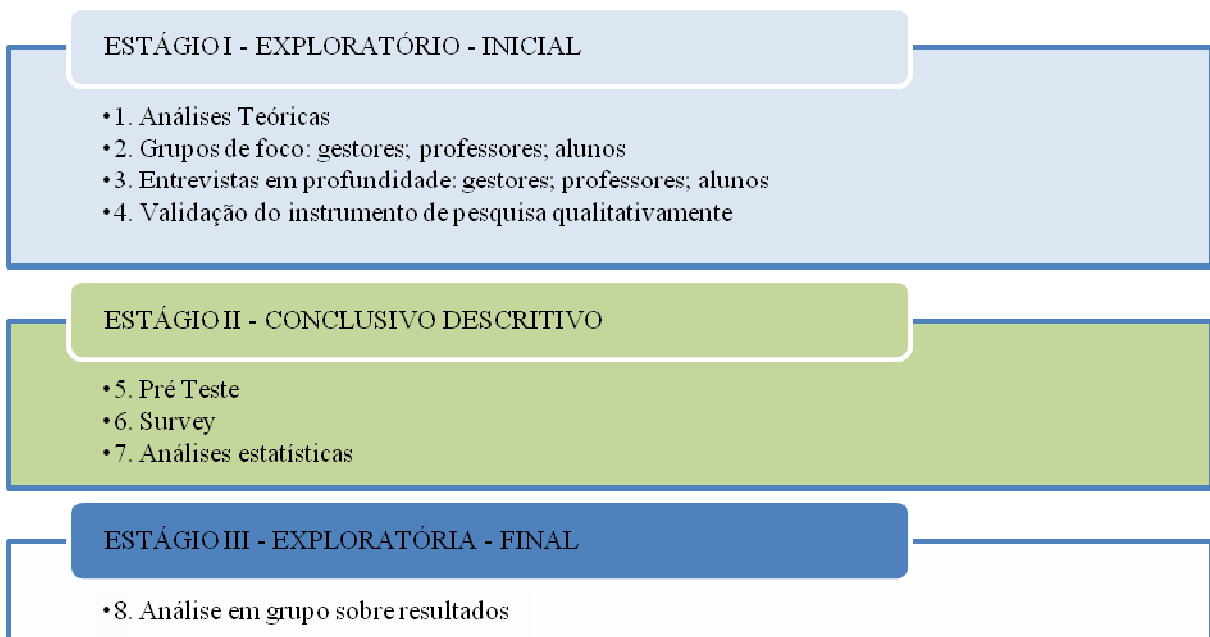 ESTÁGIO I - EXPLORATÓRIO - INICIAL
•1. Análises Teóricas
•2. Grupos de foco: gestores; professores; alunos
•3. Entrevistas em profundidade: gestores; professores; alunos
•4. Validação do instrumento de pesquisa qualitativamente
ESTÁGIO II - CONCLUSIVO DESCRITIVO
•5. Pré Teste
•6. Survey
•7. Análises estatísticas
ESTÁGIO III - EXPLORATÓRIA - FINAL
•8. Análise em grupo sobre resultados